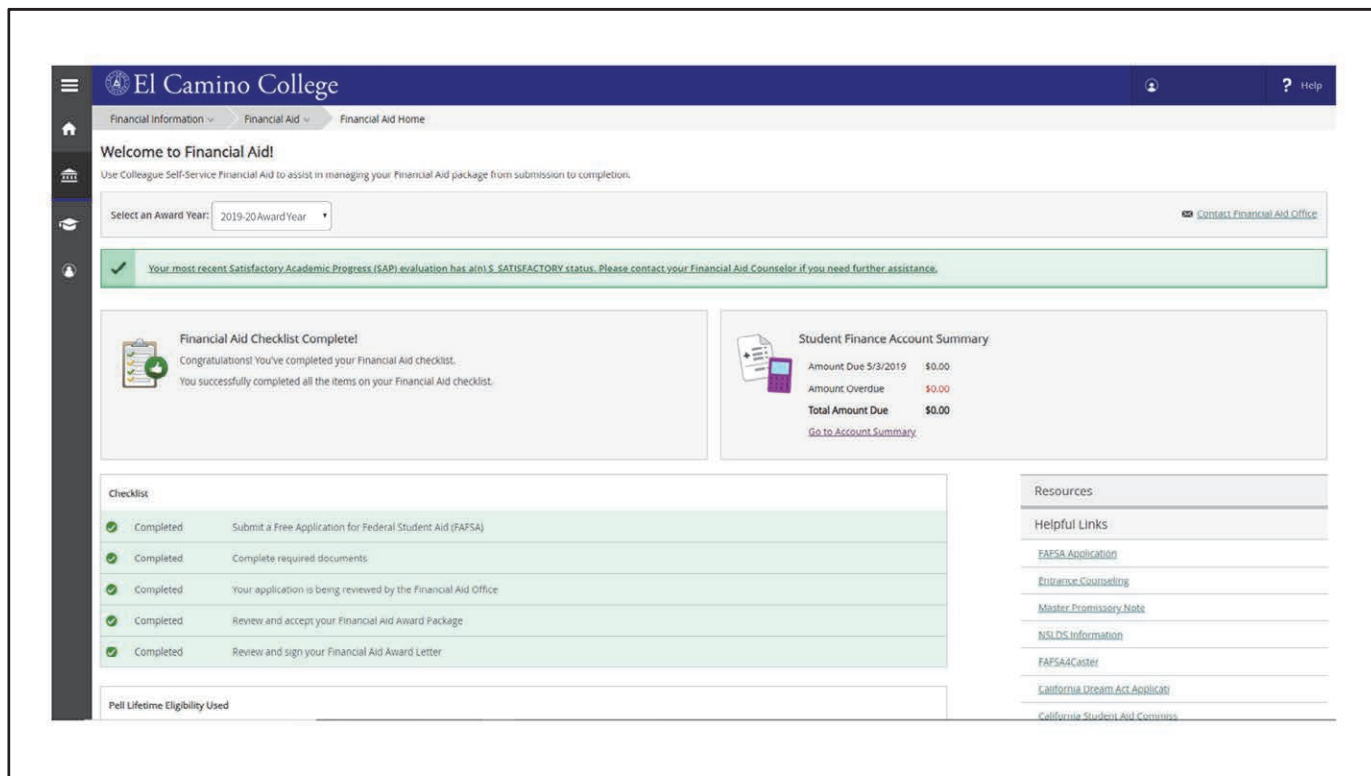 El Camino College
? Help
Financial Information Financial Aid Financial Aid Home
Welcome to Financial Aid!
Use Colleague Self-Service Financial Aid to assist in managing your Financial Aid package from submission to completion.
Select an Award Year: 2019-20 Award Year
Contact Financial Aid Office
Your most recent Satisfactory Academic Progress (SAP) evaluation has a(n) S_SATISFACTORY status. Please contact your Financial Aid Counselor if you need further assistance.
Financial Aid Checklist Complete!
Congratulations! You've completed your Financial Aid checklist.
You successfully completed all the items on your Financial Aid checklist.
Student Finance Account Summary
Amount Due 5/3/2019 $0.00
Amount Overdue $0.00
Total Amount Due $0.00
Go to Account Summary
Checklist
Completed Submit a Free Application for Federal Student Aid (FAFSA)
Completed Complete required documents
Completed Your application is being reviewed by the Financial Aid Office
Completed Review and accept your Financial Aid Award Package
Completed Review and sign your Financial Aid Award Letter
Pell Lifetime Eligibility Used
Resources
Helpful Links
FAFSA Application
Entrance Counseling
Master Promissory Note
NSLDS Information
FAFSA4Caster
California Dream Act Applicati
California Student Aid Commiss